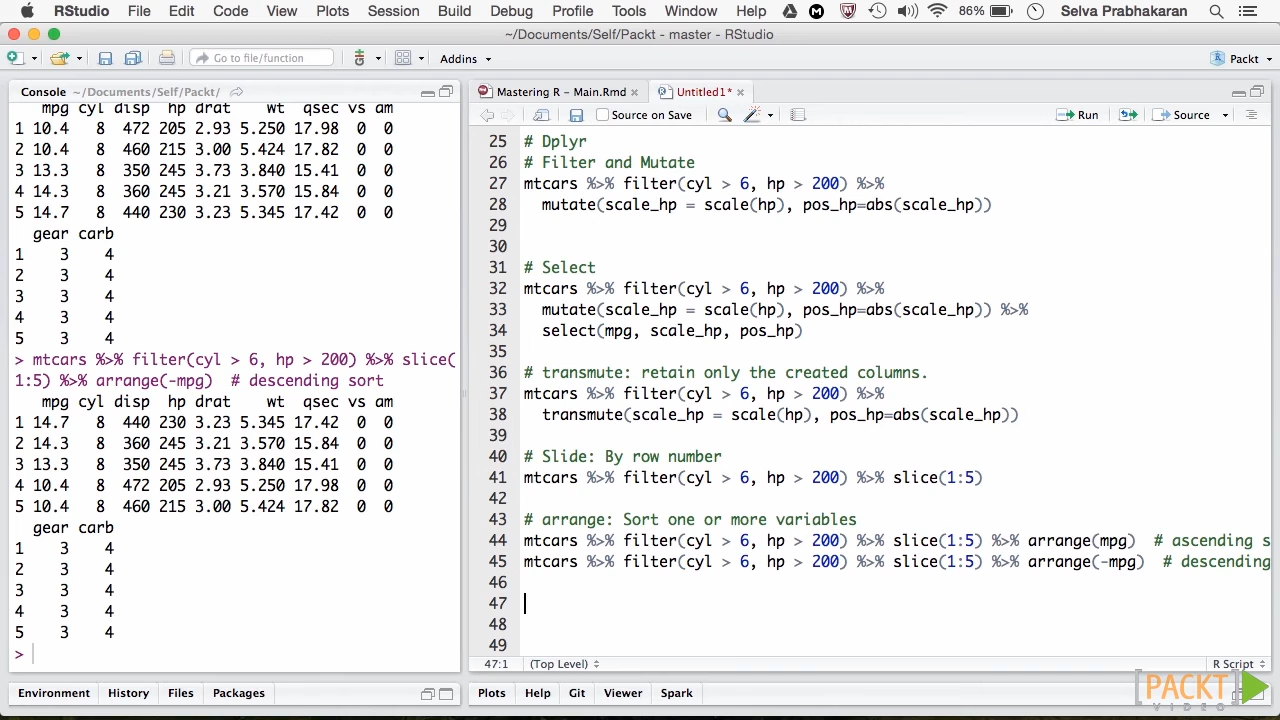 RStudio File Edit Code View Plots Session Build Debug Profile Tools Window Help 86% Selva Prabhakaran
~/Documents/Self/Packt - master - RStudio
Go to file/function Addins Packt
Console ~/Documents/Self/Packt/
mpg cyl disp hp drat wt qsec vs am
1 10.4 8 472 205 2.93 5.250 17.98 0 0
2 10.4 8 460 215 3.00 5.424 17.82 0 0
3 13.3 8 350 245 3.73 3.840 15.41 0 0
4 14.3 8 360 245 3.21 3.570 15.84 0 0
5 14.7 8 440 230 3.23 5.345 17.42 0 0
gear carb
1 3 4
2 3 4
3 3 4
4 3 4
5 3 4
> mtcars %>% filter(cyl > 6, hp > 200) %>% slice(
1:5) %>% arrange(-mpg)  # descending sort
mpg cyl disp hp drat wt qsec vs am
1 14.7 8 440 230 3.23 5.345 17.42 0 0
2 14.3 8 360 245 3.21 3.570 15.84 0 0
3 13.3 8 350 245 3.73 3.840 15.41 0 0
4 10.4 8 472 205 2.93 5.250 17.98 0 0
5 10.4 8 460 215 3.00 5.424 17.82 0 0
gear carb
1 3 4
2 3 4
3 3 4
4 3 4
5 3 4
>
Environment History Files Packages
Mastering R - Main.Rmd Untitled1*
Source on Save Run Source
25 # Dplyr
26 # Filter and Mutate
27 mtcars %>% filter(cyl > 6, hp > 200) %>%
28 mutate(scale_hp = scale(hp), pos_hp=abs(scale_hp))
29
30
31 # Select
32 mtcars %>% filter(cyl > 6, hp > 200) %>%
33 mutate(scale_hp = scale(hp), pos_hp=abs(scale_hp)) %>%
34 select(mpg, scale_hp, pos_hp)
35
36 # transmute: retain only the created columns.
37 mtcars %>% filter(cyl > 6, hp > 200) %>%
38 transmute(scale_hp = scale(hp), pos_hp=abs(scale_hp))
39
40 # Slide: By row number
41 mtcars %>% filter(cyl > 6, hp > 200) %>% slice(1:5)
42
43 # arrange: Sort one or more variables
44 mtcars %>% filter(cyl > 6, hp > 200) %>% slice(1:5) %>% arrange(mpg)  # ascending s
45 mtcars %>% filter(cyl > 6, hp > 200) %>% slice(1:5) %>% arrange(-mpg)  # descending
46
47
48
49
47:1 (Top Level) R Script
Plots Help Git Viewer Spark
PACKT
VIDEO